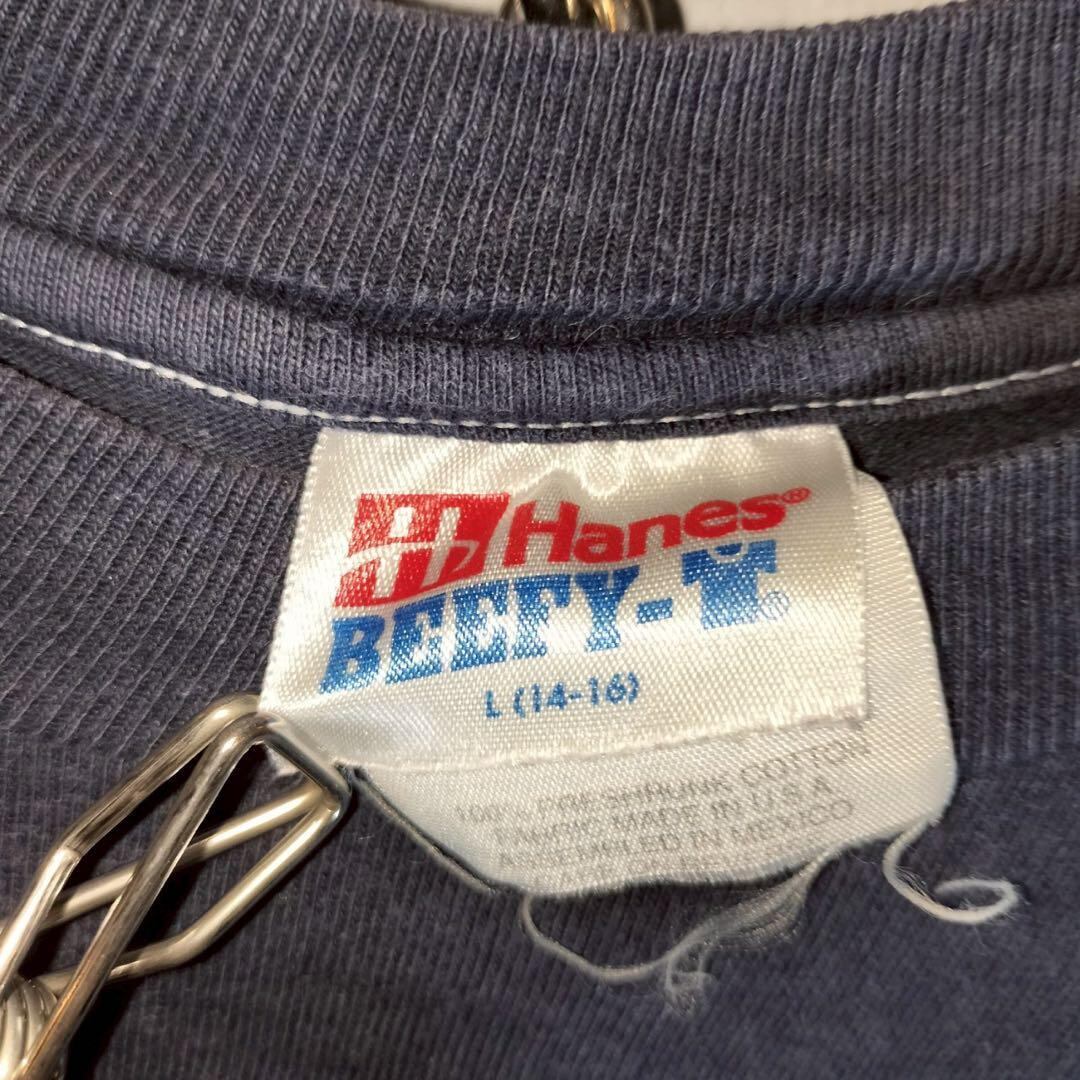 Hanes®
BEEFY-T®
L (14-16)
100% PRESHRUNK COTTON
FABRIC MADE IN U.S.A
ASSEMBLED IN MEXICO